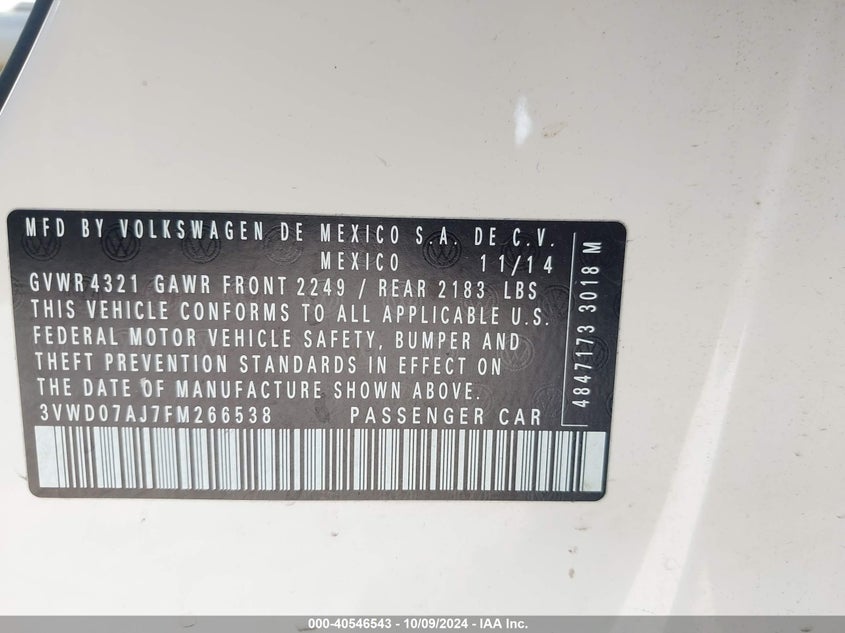 MFD BY VOLKSWAGEN DE MEXICO S.A. DE C.V.
MEXICO 11/14
GVWR 4321 GAWR FRONT 2249 / REAR 2183 LBS
THIS VEHICLE CONFORMS TO ALL APPLICABLE U.S.
FEDERAL MOTOR VEHICLE SAFETY, BUMPER AND
THEFT PREVENTION STANDARDS IN EFFECT ON
THE DATE OF MANUFACTURE SHOWN ABOVE.
3VWD07AJ7FM266538 PASSENGER CAR
4847173 3018 M
000-40546543 - 10/09/2024 - IAA Inc.